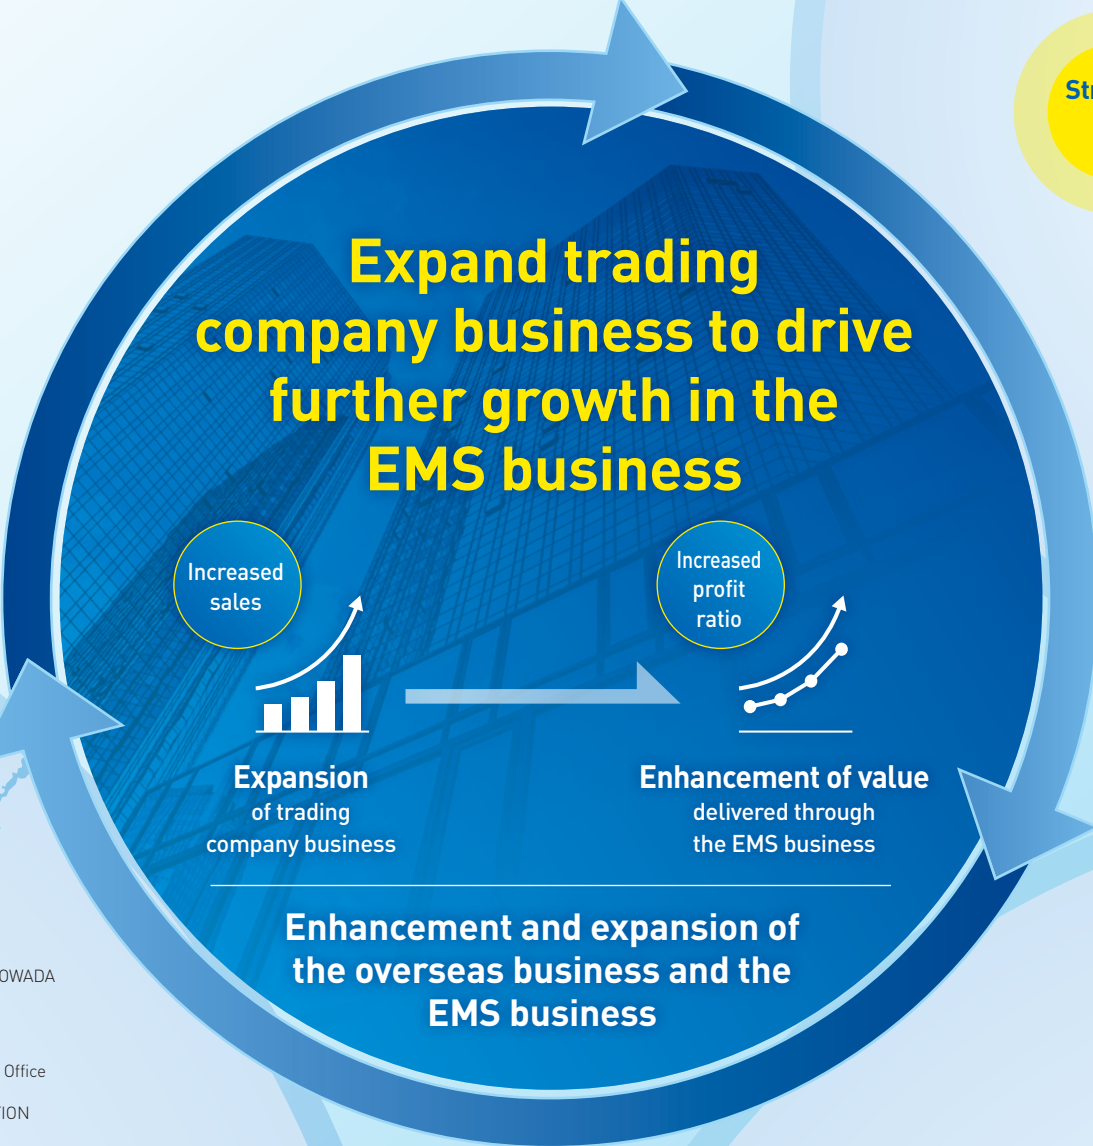 Expand trading
company business to drive
further growth in the
EMS business
Increased
sales
Increased
profit
ratio
Expansion
of trading
company business
Enhancement of value
delivered through
the EMS business
Enhancement and expansion of
the overseas business and the
EMS business
OWADA
Office